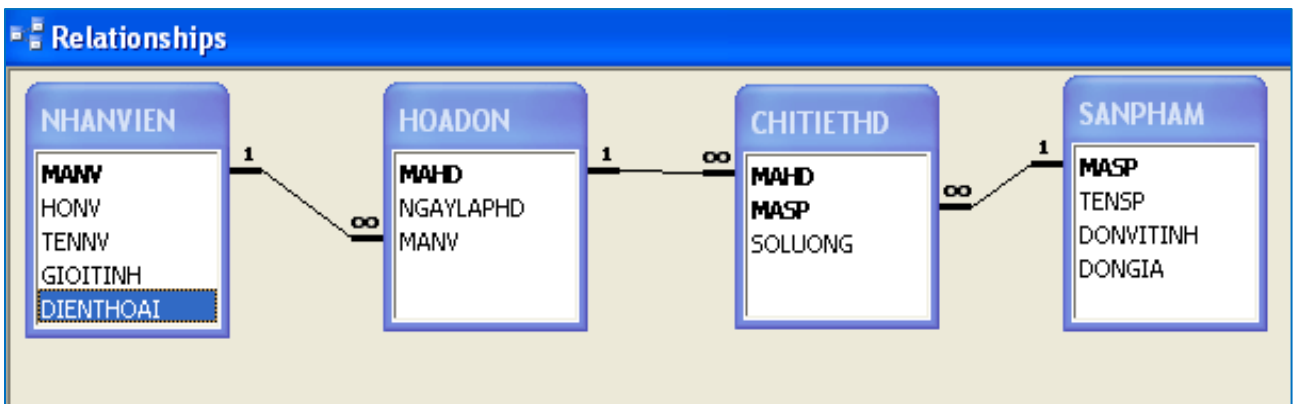 Relationships
NHANVIEN
MANV
HONV
TENNV
GIOITINH
DIENTHOAI
1
∞
HOADON
MAHD
NGAYLAPHD
MANV
1
∞
CHITIETHD
MAHD
MASP
SOLUONG
∞
1
SANPHAM
MASP
TENSP
DONVITINH
DONGIA